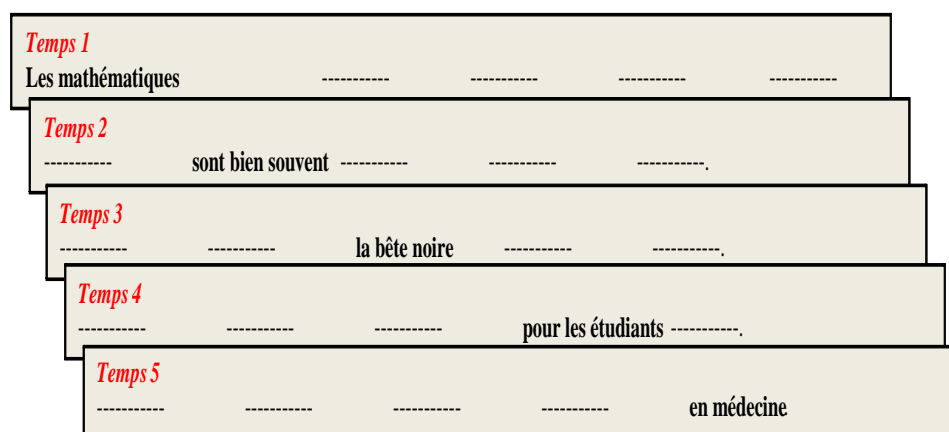 Temps 1
Les mathématiques ----------- ----------- ----------- -----------
Temps 2
----------- sont bien souvent ----------- ----------- -----------.
Temps 3
----------- ----------- la bête noire ----------- -----------.
Temps 4
----------- ----------- ----------- pour les étudiants -----------.
Temps 5
----------- ----------- ----------- ----------- en médecine